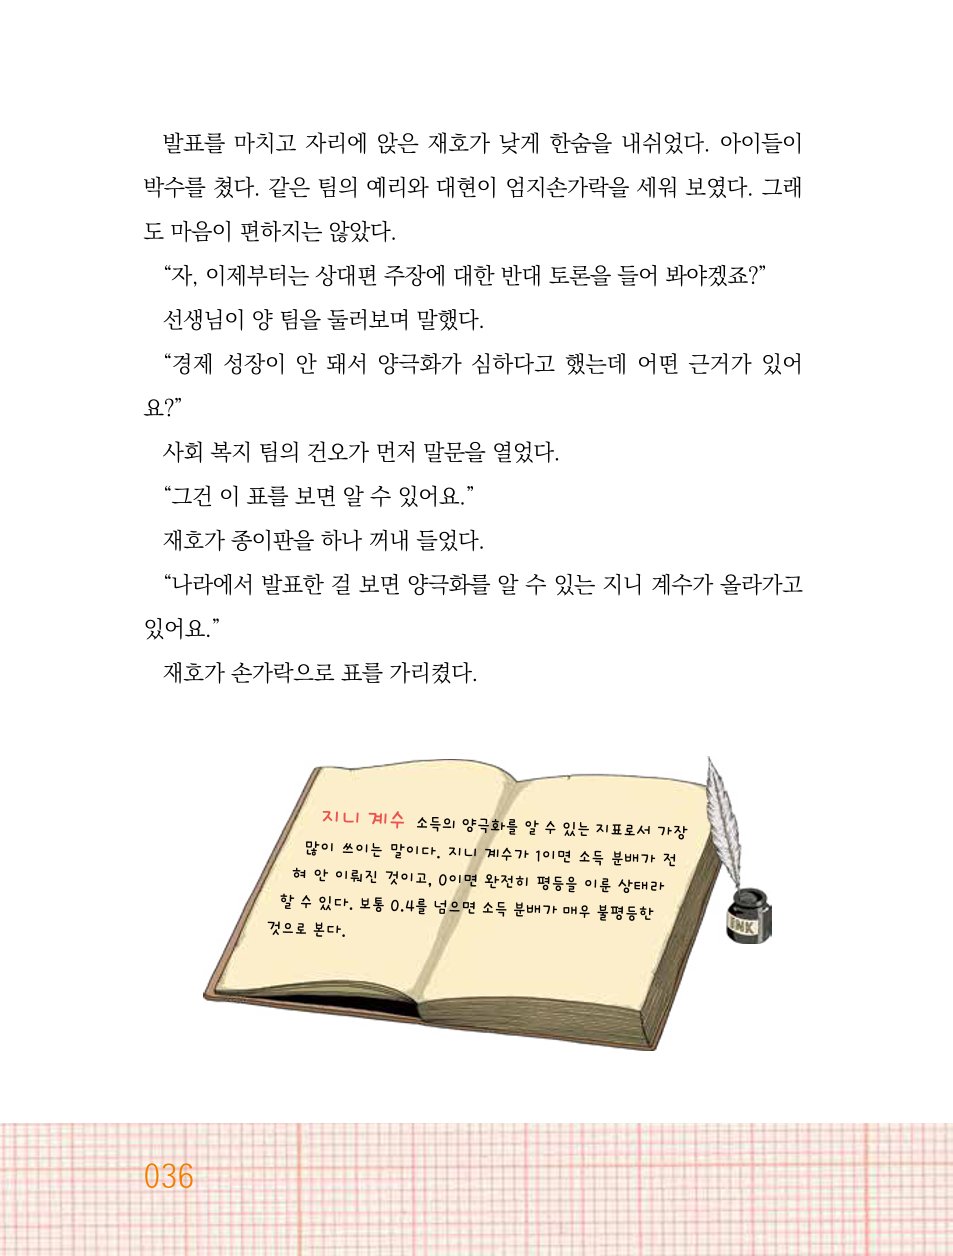 발표를 마치고 자리에 앉은 재호가 낮게 한숨을 내쉬었다. 아이들이
박수를 쳤다. 같은 팀의 예리와 대현이 엄지손가락을 세워 보였다. 그래
도 마음이 편하지는 않았다.
“자, 이제부터는 상대편 주장에 대한 반대 토론을 들어 봐야겠죠?”
선생님이 양 팀을 둘러보며 말했다.
“경제 성장이 안 돼서 양극화가 심하다고 했는데 어떤 근거가 있어
요?”
사회 복지 팀의 건오가 먼저 말문을 열었다.
“그건 이 표를 보면 알 수 있어요.”
재호가 종이판을 하나 꺼내 들었다.
“나라에서 발표한 걸 보면 양극화를 알 수 있는 지니 계수가 올라가고
있어요.”
재호가 손가락으로 표를 가리켰다.
지니 계수 소득의 양극화를 알 수 있는 지표로서 가장
많이 쓰이는 말이다. 지니 계수가 1이면 소득 분배가 전
혀 안 이뤄진 것이고, 0이면 완전히 평등을 이룬 상태라
할 수 있다. 보통 0.4를 넘으면 소득 분배가 매우 불평등한
것으로 본다.
INK
036